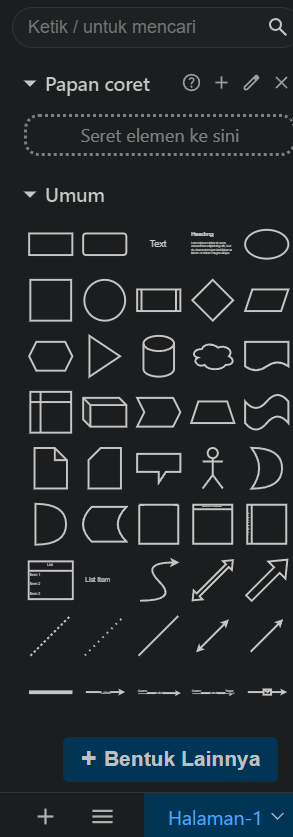 Ketik / untuk mencari
Papan coret
Seret elemen ke sini
Umum
Text
Heading
List
Item 1
Item 2
Item 3
List Item
+ Bentuk Lainnya
Halaman-1